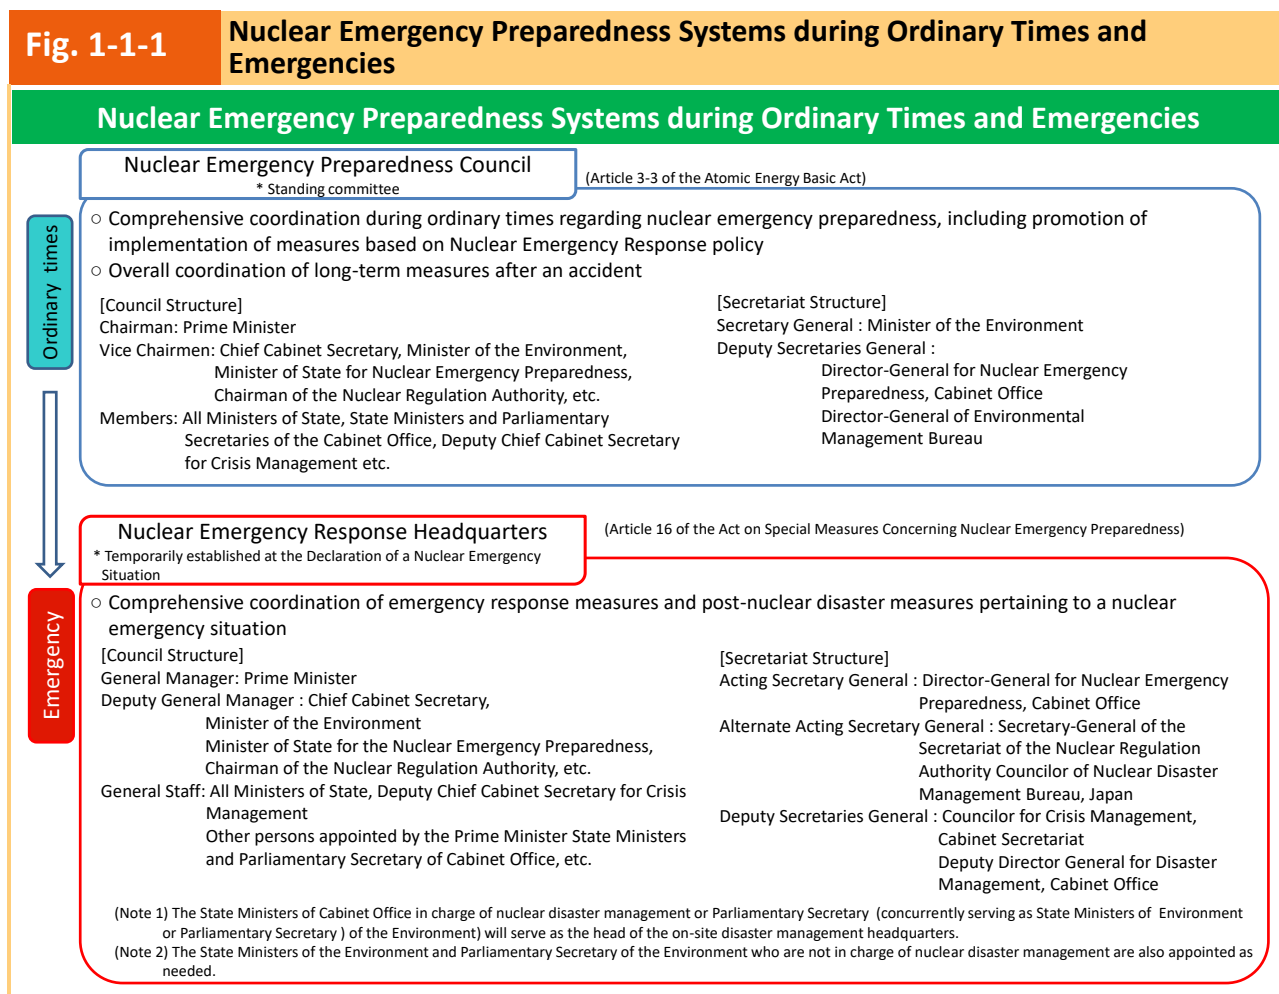 Fig. 1-1-1
Nuclear Emergency Preparedness Systems during Ordinary Times and
Emergencies
Nuclear Emergency Preparedness Systems during Ordinary Times and Emergencies
Nuclear Emergency Preparedness Council
* Standing committee
(Article 3-3 of the Atomic Energy Basic Act)
Ordinary times
○ Comprehensive coordination during ordinary times regarding nuclear emergency preparedness, including promotion of
implementation of measures based on Nuclear Emergency Response policy
○ Overall coordination of long-term measures after an accident
[Council Structure]
Chairman: Prime Minister
Vice Chairmen: Chief Cabinet Secretary, Minister of the Environment,
Minister of State for Nuclear Emergency Preparedness,
Chairman of the Nuclear Regulation Authority, etc.
Members: All Ministers of State, State Ministers and Parliamentary
Secretaries of the Cabinet Office, Deputy Chief Cabinet Secretary
for Crisis Management etc.
[Secretariat Structure]
Secretary General : Minister of the Environment
Deputy Secretaries General :
Director-General for Nuclear Emergency
Preparedness, Cabinet Office
Director-General of Environmental
Management Bureau
Nuclear Emergency Response Headquarters
* Temporarily established at the Declaration of a Nuclear Emergency
Situation
(Article 16 of the Act on Special Measures Concerning Nuclear Emergency Preparedness)
Emergency
○ Comprehensive coordination of emergency response measures and post-nuclear disaster measures pertaining to a nuclear
emergency situation
[Council Structure]
General Manager: Prime Minister
Deputy General Manager : Chief Cabinet Secretary,
Minister of the Environment
Minister of State for the Nuclear Emergency Preparedness,
Chairman of the Nuclear Regulation Authority, etc.
General Staff: All Ministers of State, Deputy Chief Cabinet Secretary for Crisis
Management
Other persons appointed by the Prime Minister State Ministers
and Parliamentary Secretary of Cabinet Office, etc.
[Secretariat Structure]
Acting Secretary General : Director-General for Nuclear Emergency
Preparedness, Cabinet Office
Alternate Acting Secretary General : Secretary-General of the
Secretariat of the Nuclear Regulation
Authority Councilor of Nuclear Disaster
Management Bureau, Japan
Deputy Secretaries General : Councilor for Crisis Management,
Cabinet Secretariat
Deputy Director General for Disaster
Management, Cabinet Office
(Note 1) The State Ministers of Cabinet Office in charge of nuclear disaster management or Parliamentary Secretary (concurrently serving as State Ministers of Environment
or Parliamentary Secretary ) of the Environment) will serve as the head of the on-site disaster management headquarters.
(Note 2) The State Ministers of the Environment and Parliamentary Secretary of the Environment who are not in charge of nuclear disaster management are also appointed as
needed.